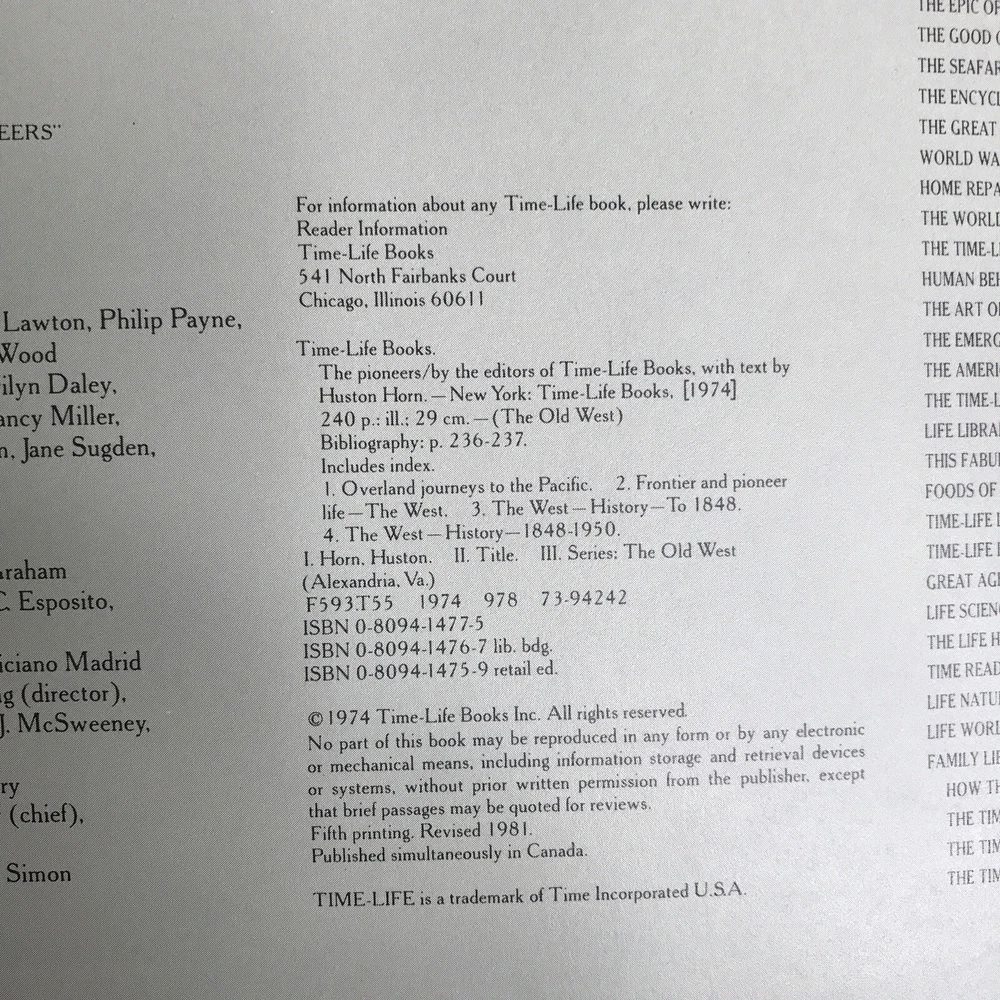 EERS"
Lawton, Philip Payne,
Wood
ilyn Daley,
ancy Miller,
n, Jane Sugden,
raham
C. Esposito,
iciano Madrid
g (director),
J. McSweeney,
ry
(chief),
Simon
For information about any Time-Life book, please write:
Reader Information
Time-Life Books
541 North Fairbanks Court
Chicago, Illinois 60611
Time-Life Books.
The pioneers/by the editors of Time-Life Books, with text by
Huston Horn.—New York: Time-Life Books, [1974]
240 p.: ill.; 29 cm.—(The Old West)
Bibliography: p. 236-237.
Includes index.
1. Overland journeys to the Pacific. 2. Frontier and pioneer
life—The West. 3. The West—History—To 1848.
4. The West—History—1848-1950.
I. Horn, Huston. II. Title. III. Series: The Old West
(Alexandria, Va.)
F593.T55 1974 978 73-94242
ISBN 0-8094-1477-5
ISBN 0-8094-1476-7 lib. bdg.
ISBN 0-8094-1475-9 retail ed.
© 1974 Time-Life Books Inc. All rights reserved.
No part of this book may be reproduced in any form or by any electronic
or mechanical means, including information storage and retrieval devices
or systems, without prior written permission from the publisher, except
that brief passages may be quoted for reviews.
Fifth printing. Revised 1981.
Published simultaneously in Canada.
TIME-LIFE is a trademark of Time Incorporated U.S.A.
THE EPIC OF
THE GOOD
THE SEAFAR
THE ENCYCL
THE GREAT
WORLD WA
HOME REPA
THE WORLD
THE TIME-L
HUMAN BEH
THE ART O
THE EMERG
THE AMERI
THE TIME-L
LIFE LIBRA
THIS FABU
FOODS OF
TIME-LIFE
TIME-LIFE
GREAT AG
LIFE SCIEN
THE LIFE H
TIME READ
LIFE NATU
LIFE WORL
FAMILY LI
HOW TH
THE TIM
THE TIM
THE TIM